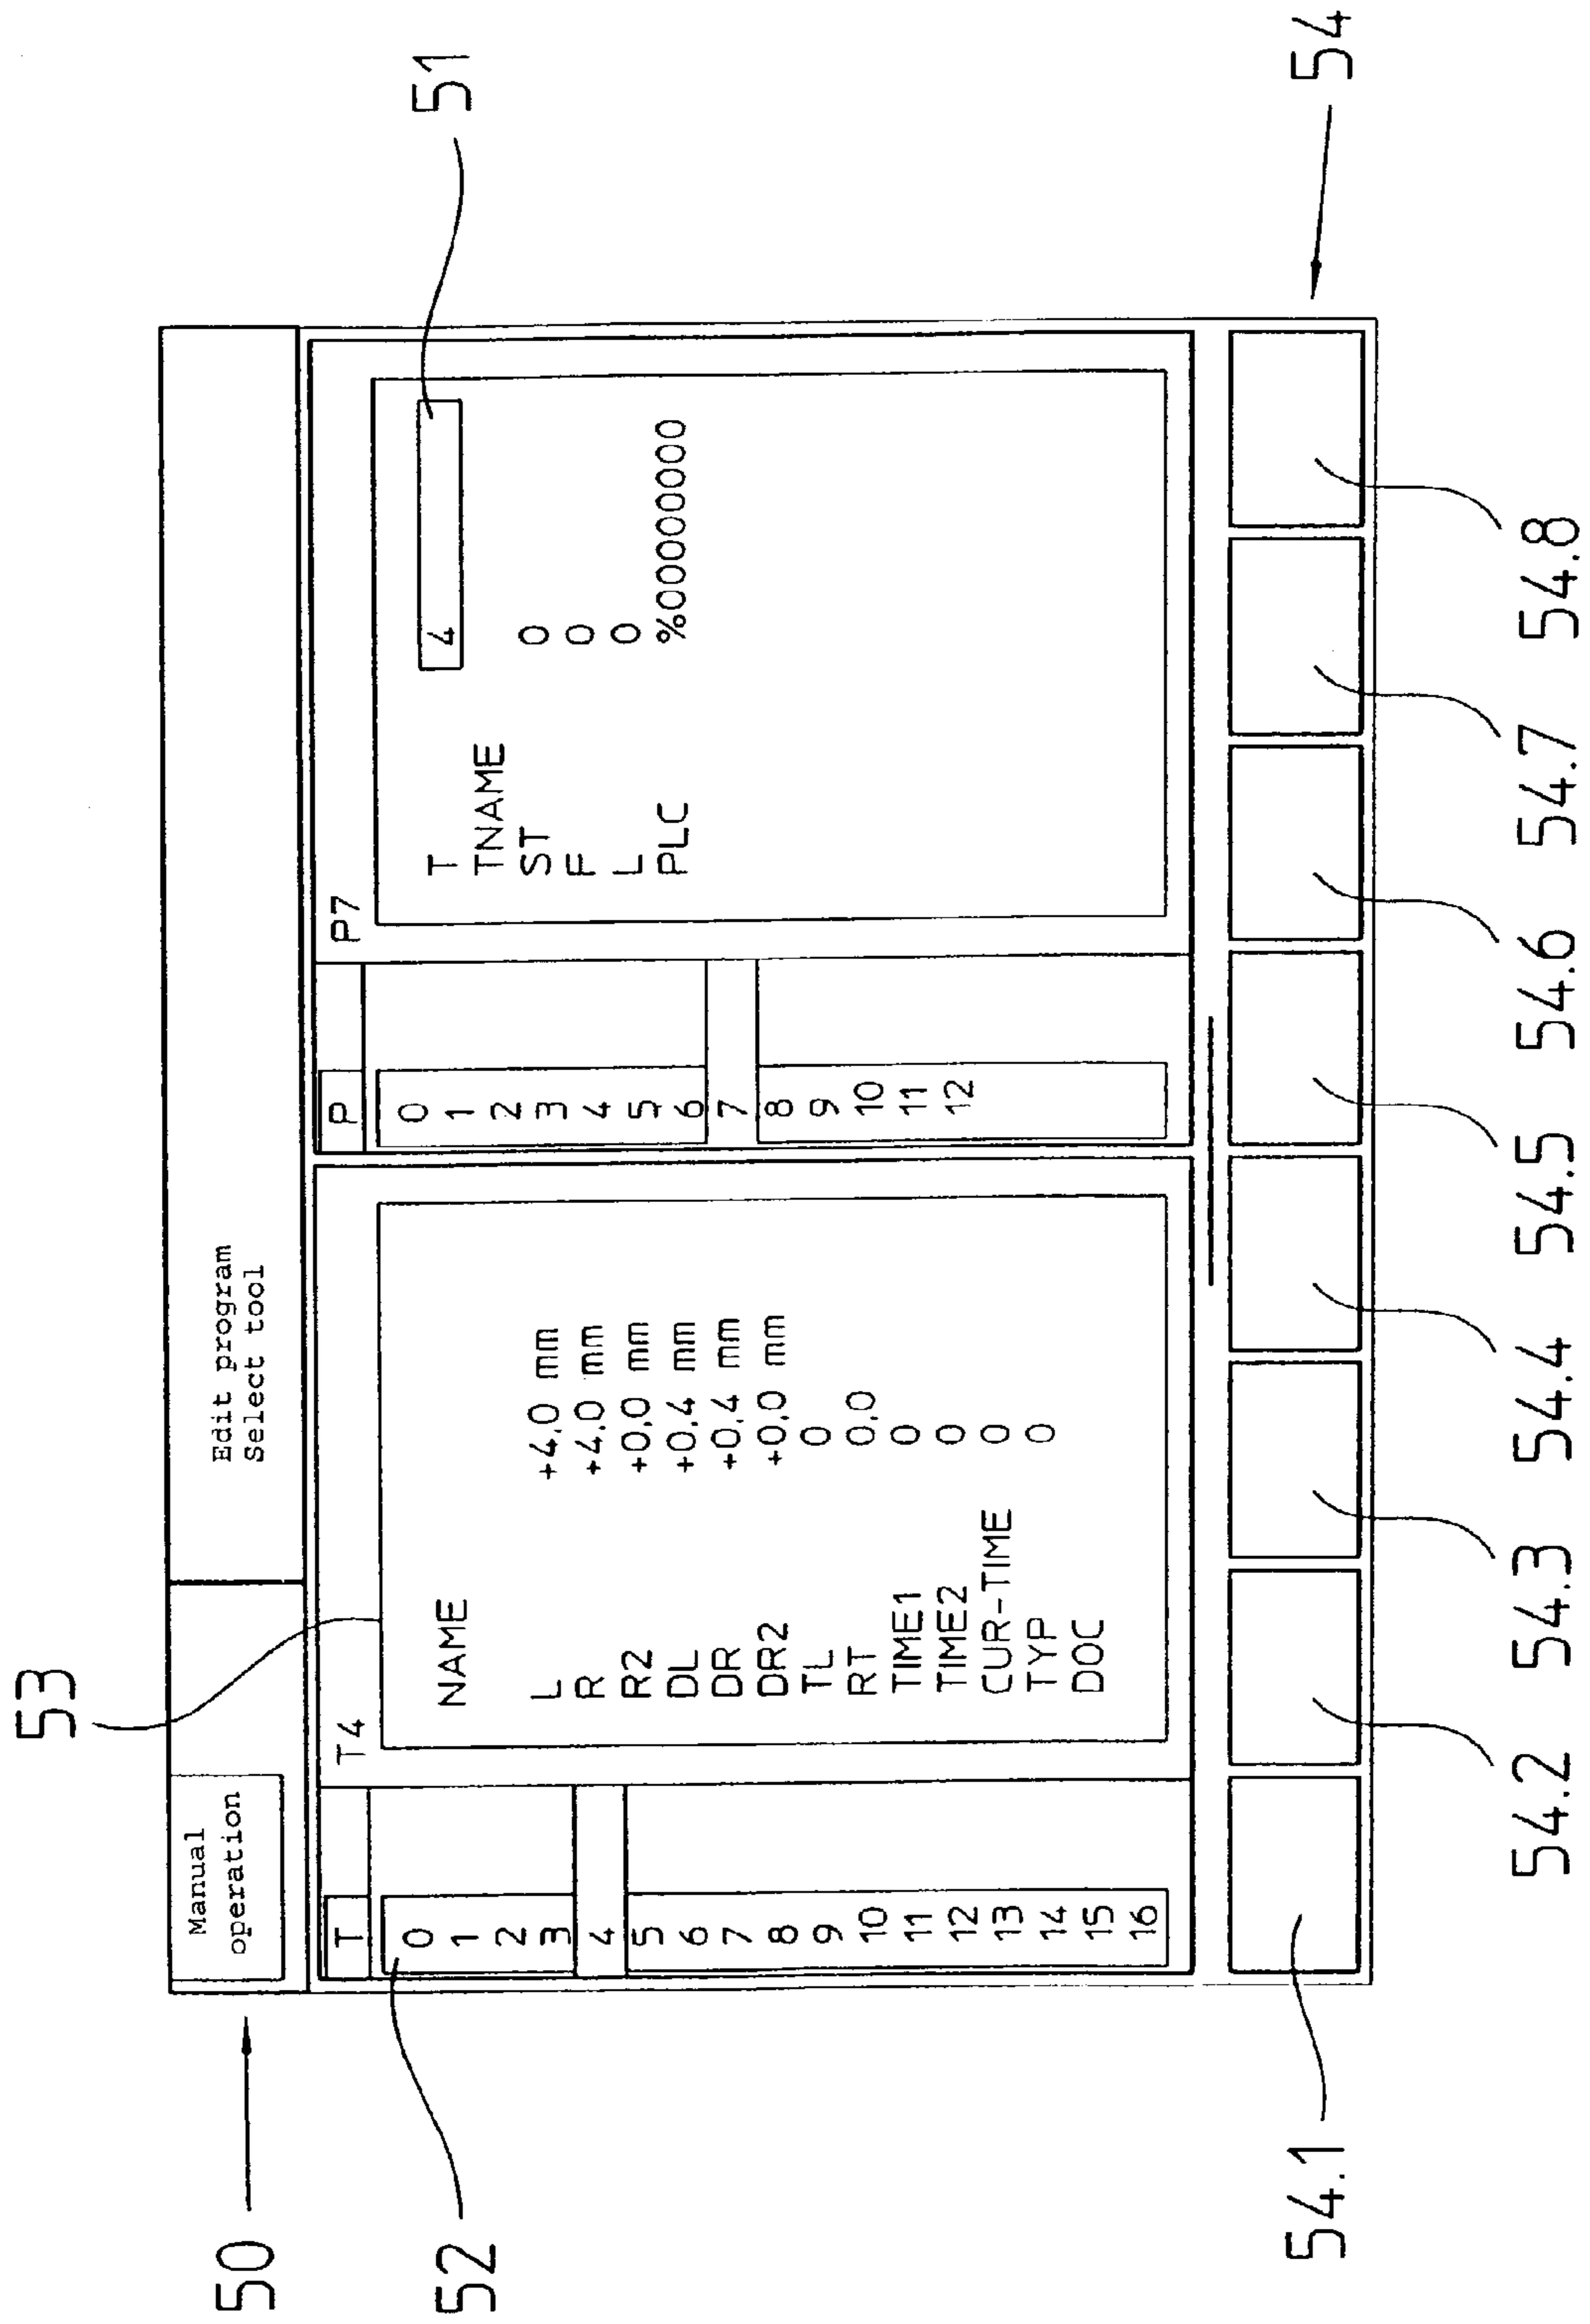 53
50
Manual
operation
Edit program
Select tool
51
T
T4
52
0
1
2
3
4
5
6
7
8
9
10
11
12
13
14
15
16
NAME
L +4,0 mm
R +4,0 mm
R2 +0,0 mm
DL +0,4 mm
DR +0,4 mm
DR2 +0,0 mm
TL 0
RT 0,0
TIME1 0
TIME2 0
CUR-TIME 0
TYP 0
DOC
P
P7
0
1
2
3
4
5
6
7
8
9
10
11
12
T 4
TNAME
ST 0
F 0
L 0
PLC %00000000
54
54.1
54.2
54.3
54.4
54.5
54.6
54.7
54.8